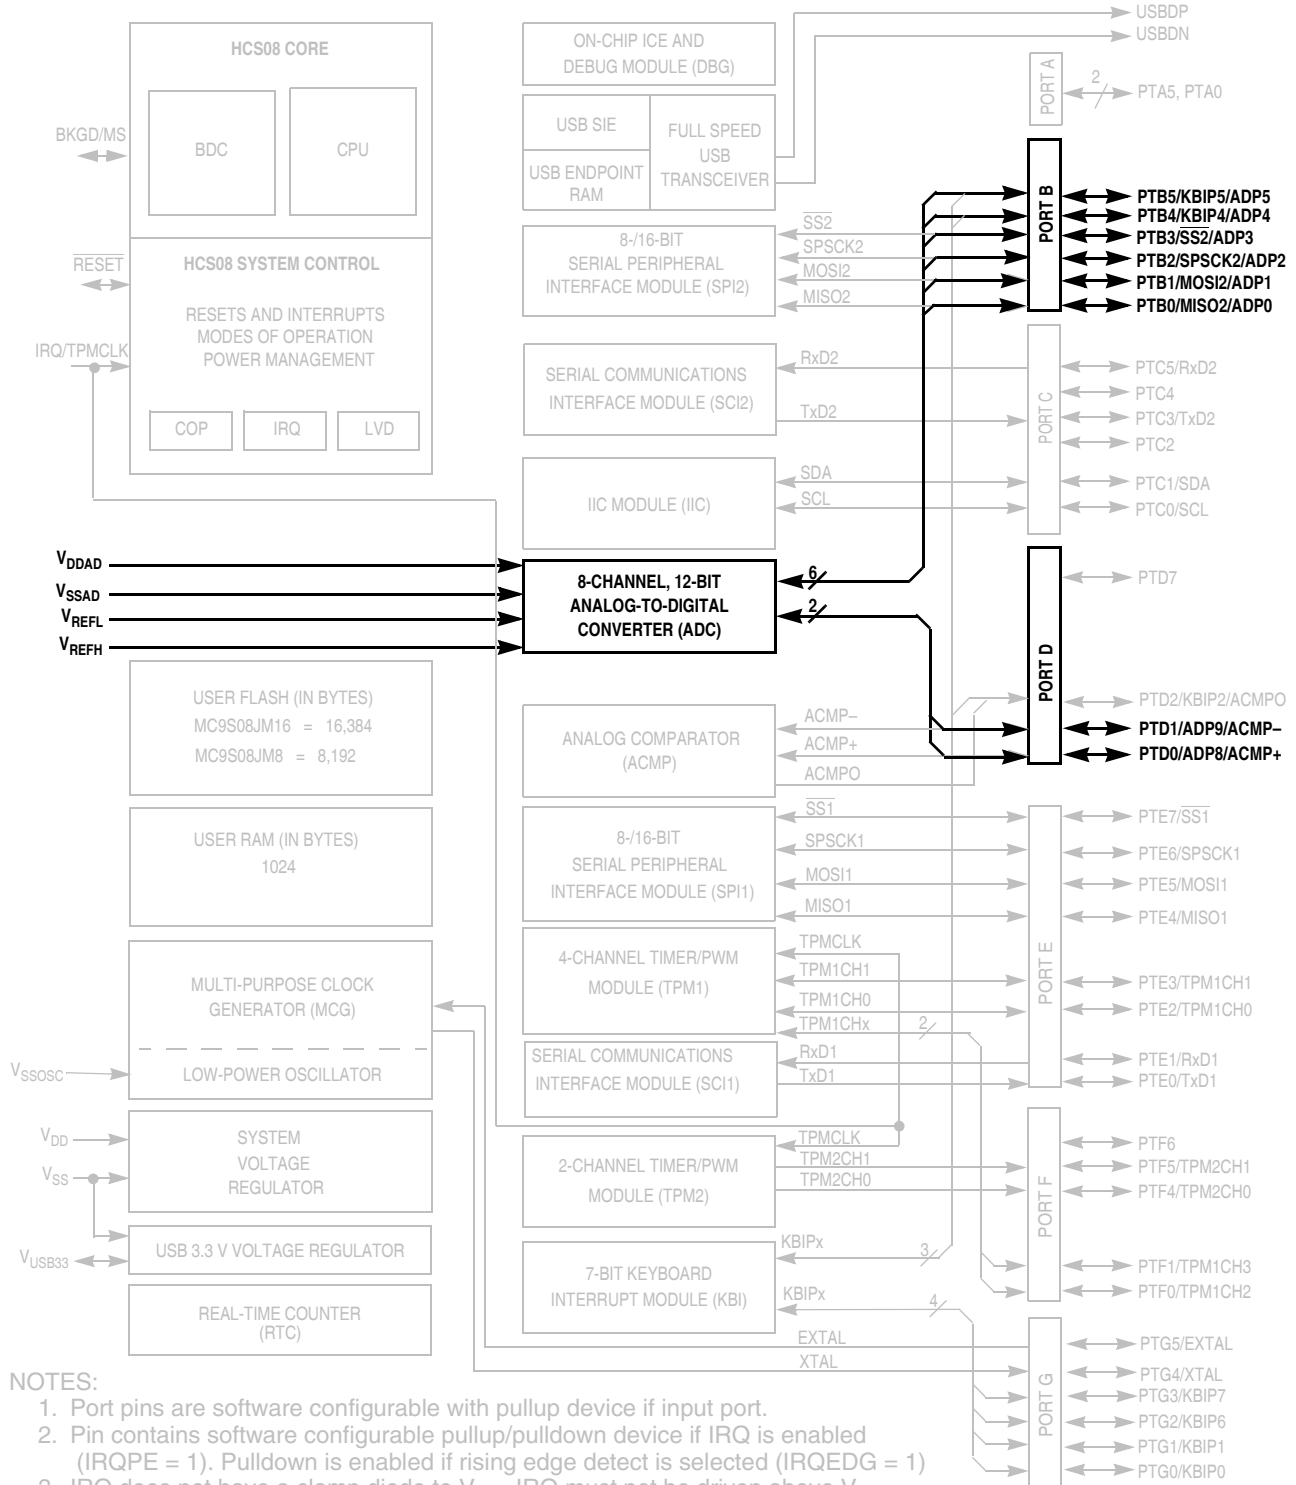 USBDP
USBDN
HCS08 CORE
BDC
CPU
BKGD/MS
RESET
HCS08 SYSTEM CONTROL
RESETS AND INTERRUPTS
MODES OF OPERATION
POWER MANAGEMENT
IRQ/TPMCLK
COP
IRQ
LVD
ON-CHIP ICE AND
DEBUG MODULE (DBG)
USB SIE
USB ENDPOINT
RAM
FULL SPEED
USB
TRANSCEIVER
8-/16-BIT
SERIAL PERIPHERAL
INTERFACE MODULE (SPI2)
SS2
SPSCK2
MOSI2
MISO2
SERIAL COMMUNICATIONS
INTERFACE MODULE (SCI2)
RxD2
TxD2
IIC MODULE (IIC)
SDA
SCL
PORT A
2
PTA5, PTA0
PORT B
PTB5/KBIP5/ADP5
PTB4/KBIP4/ADP4
PTB3/SS2/ADP3
PTB2/SPSCK2/ADP2
PTB1/MOSI2/ADP1
PTB0/MISO2/ADP0
PORT C
PTC5/RxD2
PTC4
PTC3/TxD2
PTC2
PTC1/SDA
PTC0/SCL
VDDAD
VSSAD
VREFL
VREFH
8-CHANNEL, 12-BIT
ANALOG-TO-DIGITAL
CONVERTER (ADC)
6
2
PORT D
PTD7
PTD2/KBIP2/ACMPO
PTD1/ADP9/ACMP–
PTD0/ADP8/ACMP+
USER FLASH (IN BYTES)
MC9S08JM16 = 16,384
MC9S08JM8 = 8,192
ANALOG COMPARATOR
(ACMP)
ACMP–
ACMP+
ACMPO
USER RAM (IN BYTES)
1024
8-/16-BIT
SERIAL PERIPHERAL
INTERFACE MODULE (SPI1)
SS1
SPSCK1
MOSI1
MISO1
PORT E
PTE7/SS1
PTE6/SPSCK1
PTE5/MOSI1
PTE4/MISO1
PTE3/TPM1CH1
PTE2/TPM1CH0
PTE1/RxD1
PTE0/TxD1
MULTI-PURPOSE CLOCK
GENERATOR (MCG)
LOW-POWER OSCILLATOR
VSSOSC
4-CHANNEL TIMER/PWM
MODULE (TPM1)
TPMCLK
TPM1CH1
TPM1CH0
TPM1CHx
2
SERIAL COMMUNICATIONS
INTERFACE MODULE (SCI1)
RxD1
TxD1
VDD
VSS
SYSTEM
VOLTAGE
REGULATOR
2-CHANNEL TIMER/PWM
MODULE (TPM2)
TPMCLK
TPM2CH1
TPM2CH0
PORT F
PTF6
PTF5/TPM2CH1
PTF4/TPM2CH0
PTF1/TPM1CH3
PTF0/TPM1CH2
VUSB33
USB 3.3 V VOLTAGE REGULATOR
REAL-TIME COUNTER
(RTC)
7-BIT KEYBOARD
INTERRUPT MODULE (KBI)
KBIPx
3
KBIPx
4
EXTAL
XTAL
PORT G
PTG5/EXTAL
PTG4/XTAL
PTG3/KBIP7
PTG2/KBIP6
PTG1/KBIP1
PTG0/KBIP0
NOTES:
1. Port pins are software configurable with pullup device if input port.
2. Pin contains software configurable pullup/pulldown device if IRQ is enabled
(IRQPE = 1). Pulldown is enabled if rising edge detect is selected (IRQEDG = 1)
3. IRQ does not have a clamp diode to V IRQ must not be driven above V